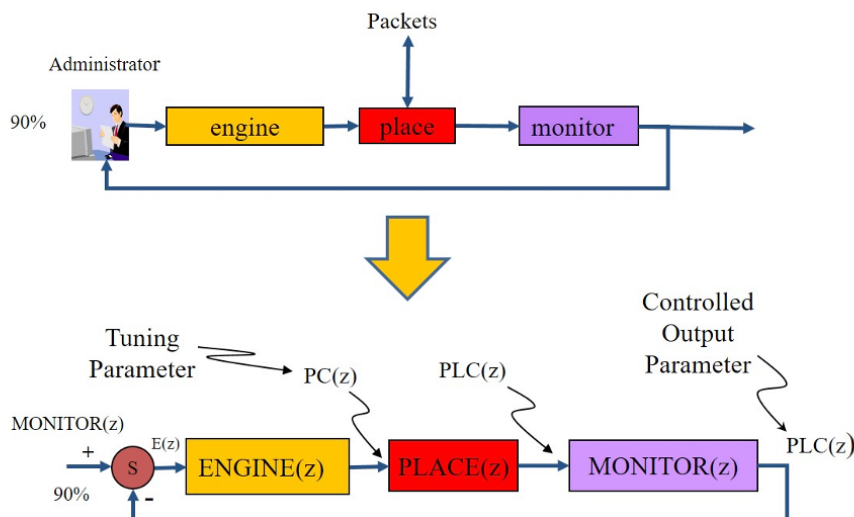 Packets
Administrator
90%
engine
place
monitor
Controlled
Output
Parameter
Tuning
Parameter
PC(z)
PLC(z)
MONITOR(z)
+
E(z)
PLC(z)
S
ENGINE(z)
PLACE(z)
MONITOR(z)
90%
-